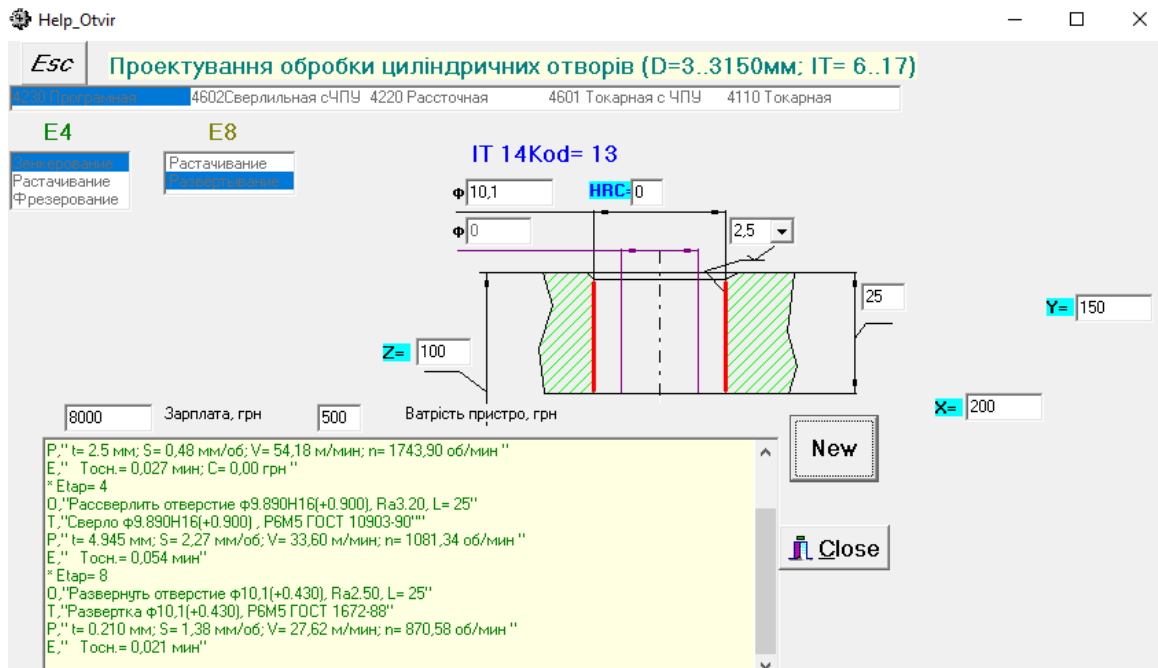 Help_Otvir
Esc
Проектування обробки циліндричних отворів (D=3..3150мм; IT= 6..17)
4230 Программная 4602Сверлильная сЧПУ 4220 Рассточная 4601 Токарная с ЧПУ 4110 Токарная
E4 E8
Зенкерование
Растачивание
Фрезерование
Растачивание
Развёртывание
IT 14Kod= 13
Ф 10,1 HRC= 0
Ф 0
2,5
25
Y= 150
Z= 100
X= 200
8000 Зарплата, грн 500 Ватрість пристро, грн
P," t= 2.5 мм; S= 0,48 мм/об; V= 54,18 м/мин; n= 1743,90 об/мин "
E," Тосн.= 0,027 мин; C= 0,00 грн "
* Etap= 4
O,"Рассверлить отверстие ф9.890H16(+0.900), Ra3.20, L= 25"
T,"Сверло ф9.890H16(+0.900) , Р6М5 ГОСТ 10903-90""
P," t= 4.945 мм; S= 2,27 мм/об; V= 33,60 м/мин; n= 1081,34 об/мин "
E," Тосн.= 0,054 мин"
* Etap= 8
O,"Развернуть отверстие ф10,1(+0.430), Ra2.50, L= 25"
T,"Развертка ф10,1(+0.430), Р6М5 ГОСТ 1672-88"
P," t= 0.210 мм; S= 1,38 мм/об; V= 27,62 м/мин; n= 870,58 об/мин "
E," Тосн.= 0,021 мин"
New
Close